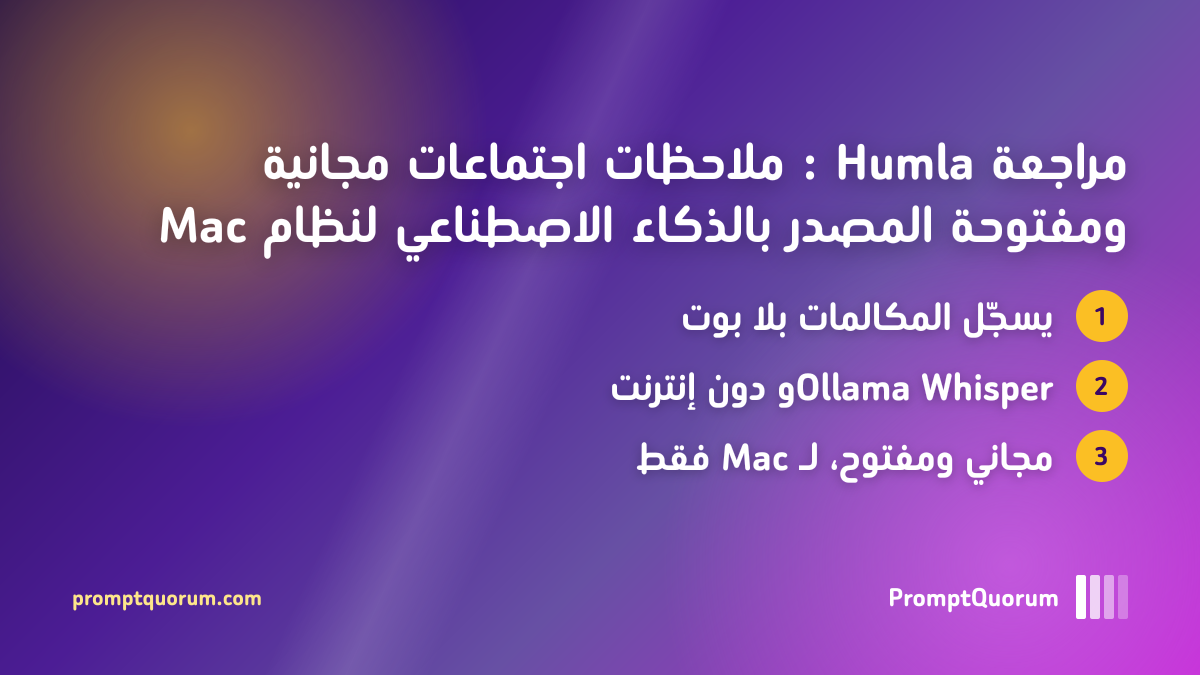 مراجعة Humla : ملاحظات اجتماعات مجانية
ومفتوحة المصدر بالذكاء الاصطناعي لنظام Mac
1 يسجّل المكالمات بلا بوت
2 Ollama Whisperو دون إنترنت
3 مجاني ومفتوح، لـ Mac فقط
PromptQuorum
promptquorum.com